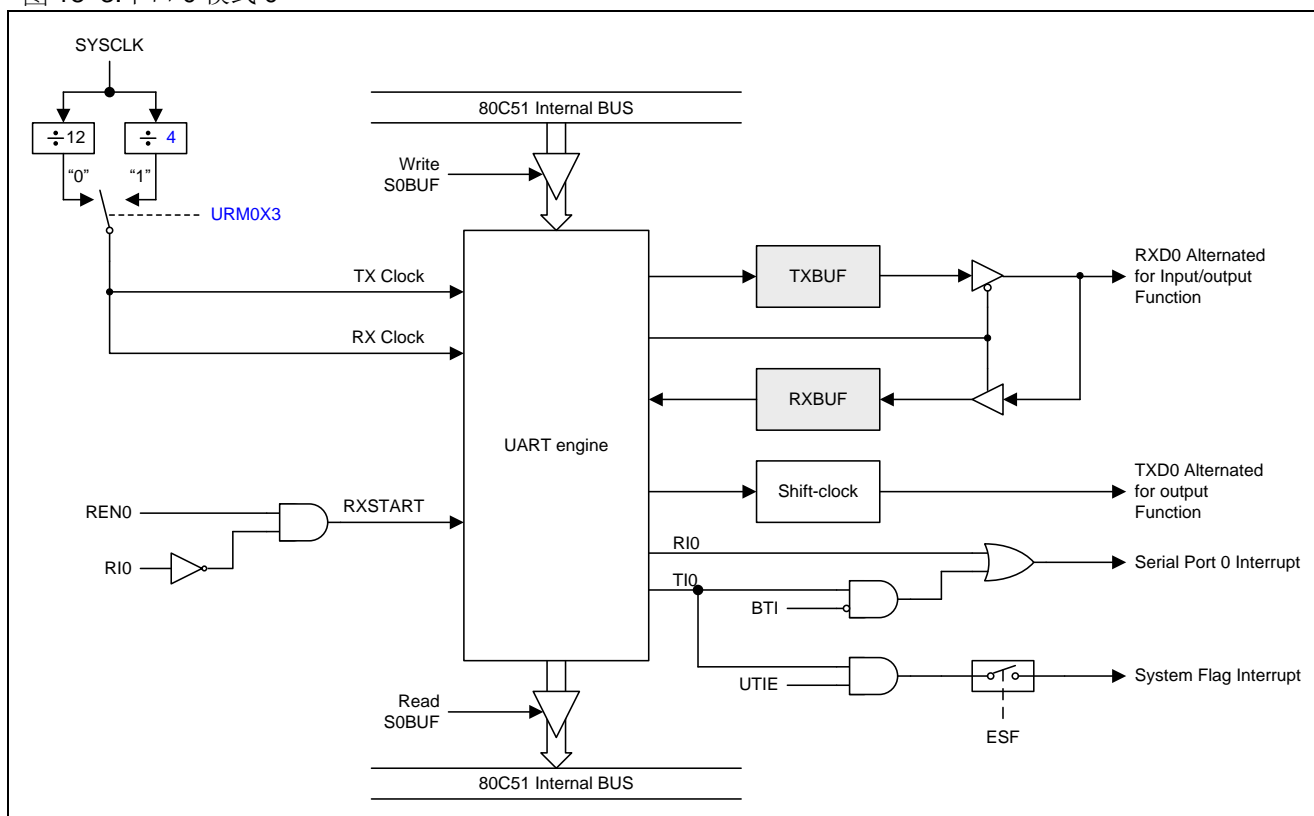 SYSCLK
÷12
÷ 4
“0”
“1”
URM0X3
80C51 Internal BUS
Write
S0BUF
TX Clock
RX Clock
UART engine
TXBUF
RXBUF
Shift-clock
RXD0 Alternated
for Input/output
Function
TXD0 Alternated
for output
Function
REN0
RI0
RXSTART
RI0
TI0
BTI
UTIE
Serial Port 0 Interrupt
System Flag Interrupt
ESF
Read
S0BUF
80C51 Internal BUS